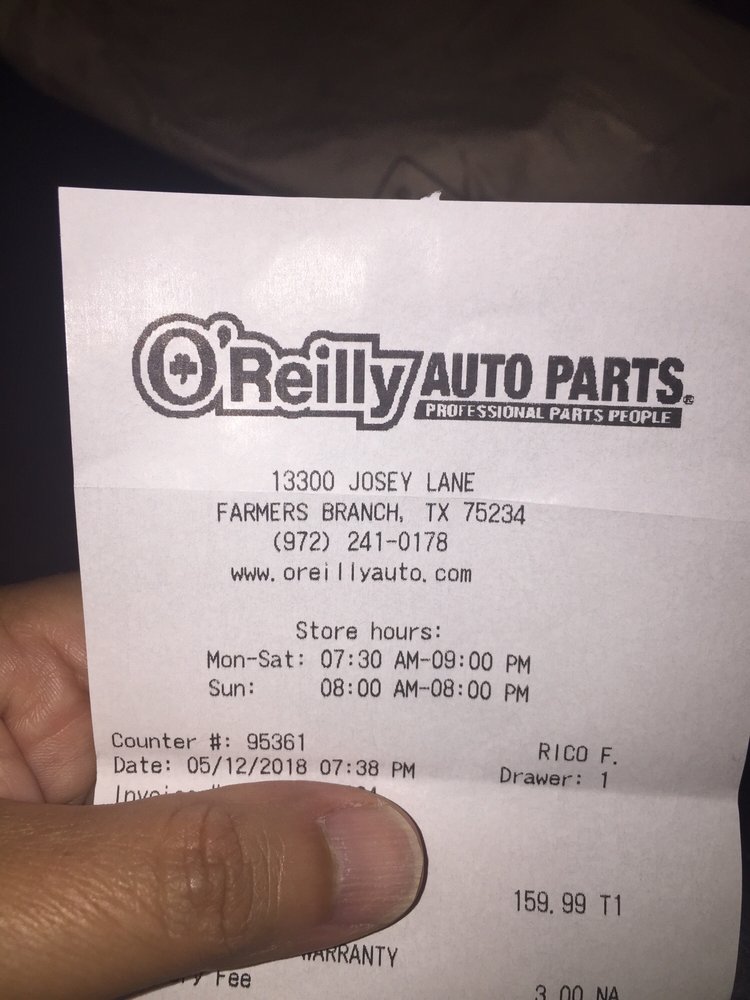 O'Reilly AUTO PARTS®
PROFESSIONAL PARTS PEOPLE
13300 JOSEY LANE
FARMERS BRANCH, TX 75234
(972) 241-0178
www.oreillyauto.com
Store hours:
Mon-Sat: 07:30 AM-09:00 PM
Sun: 08:00 AM-08:00 PM
Counter #: 95361 RICO F.
Date: 05/12/2018 07:38 PM Drawer: 1
159.99 T1
WARRANTY
Fee 3.00 NA